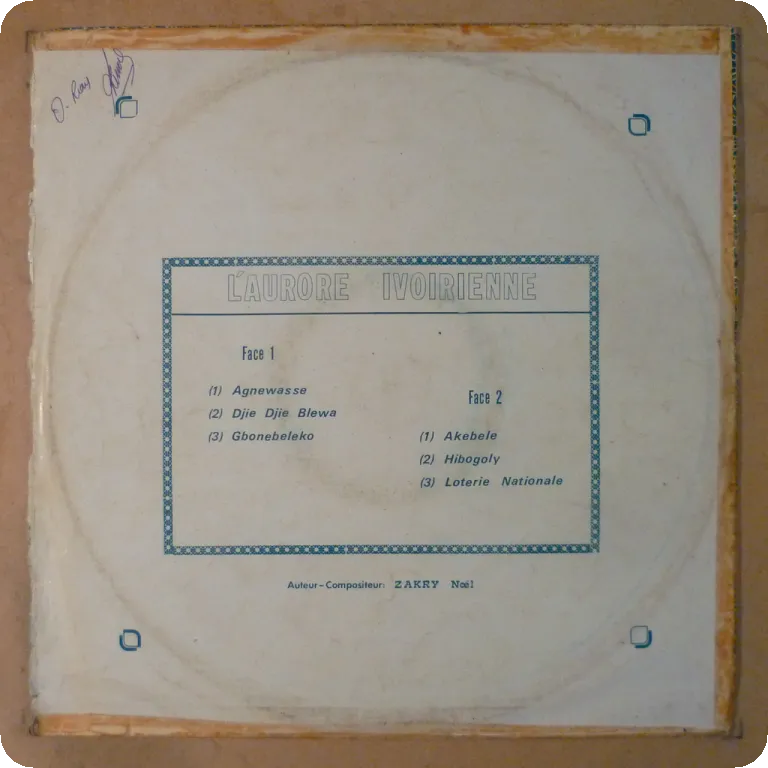 L'AURORE IVOIRIENNE
Face 1
(1) Agnewasse
(2) Djie Djie Blewa
(3) Gbonebeleko
Face 2
(1) Akebele
(2) Hibogoly
(3) Loterie Nationale
Auteur-Compositeur: ZAKRY Noël